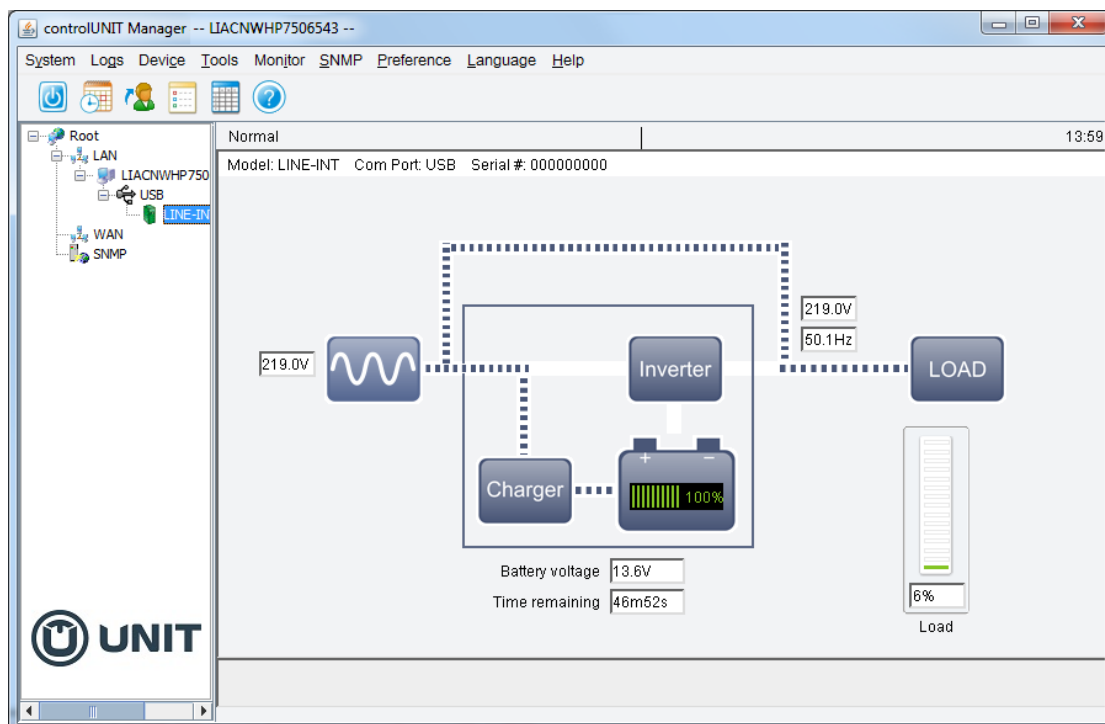 controlUNIT Manager -- LIACNWHP7506543 --
System Logs Device Tools Monitor SNMP Preference Language Help
Root
LAN
LIACNWHP750
USB
LINE-IN
WAN
SNMP
Normal 13:59
Model: LINE-INT Com Port: USB Serial #: 000000000
219.0V
219.0V
50.1Hz
Inverter
LOAD
Charger
+ −
100%
Battery voltage 13.6V
Time remaining 46m52s
6%
Load
UNIT